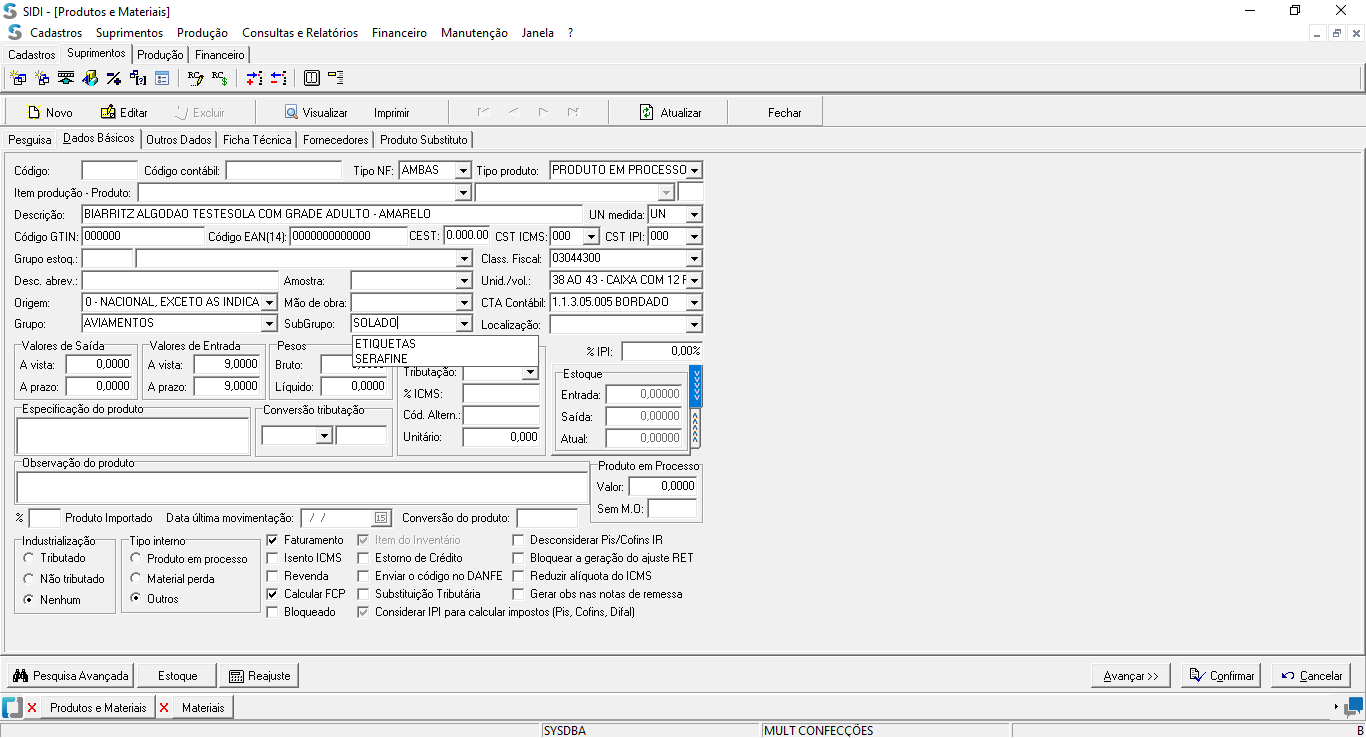 SIDI - [Produtos e Materiais]
Cadastros Suprimentos Produção Consultas e Relatórios Financeiro Manutenção Janela ?
Cadastros Suprimentos Produção Financeiro
Novo Editar Excluir Visualizar Imprimir Atualizar Fechar
Pesquisa Dados Básicos Outros Dados Ficha Técnica Fornecedores Produto Substituto
Código: Código contábil: Tipo NF: AMBAS Tipo produto: PRODUTO EM PROCESSO
Item produção - Produto:
Descrição: BIARRITZ ALGODAO TESTESOLA COM GRADE ADULTO - AMARELO UN medida: UN
Código GTIN: 000000 Código EAN(14): 0000000000000 CEST: 0.000.00 CST ICMS: 000 CST IPI: 000
Grupo estoq.: Class. Fiscal: 03044300
Desc. abrev.: Amostra: Unid./vol.: 38 AO 43 - CAIXA COM 12 F
Origem: 0 - NACIONAL, EXCETO AS INDICA Mão de obra: CTA Contábil: 1.1.3.05.005 BORDADO
Grupo: AVIAMENTOS SubGrupo: SOLADO Localização:
ETIQUETAS
SERAFINE
Valores de Saída Valores de Entrada Pesos % IPI: 0,00%
A vista: 0,0000 A vista: 9,0000 Bruto: 0,0000 Tributação: Estoque
A prazo: 0,0000 A prazo: 9,0000 Líquido: 0,0000 % ICMS: Entrada: 0,00000
Especificação do produto Conversão tributação Cód. Altern.: Saída: 0,00000
Unitário: 0,000 Atual: 0,00000
Observação do produto Produto em Processo
Valor: 0,0000
Sem M.O:
% Produto Importado Data última movimentação: / / 15 Conversão do produto:
Industrialização Tipo interno Faturamento Item do Inventário Desconsiderar Pis/Cofins IR
Tributado Produto em processo Isento ICMS Estorno de Crédito Bloquear a geração do ajuste RET
Não tributado Material perda Revenda Enviar o código no DANFE Reduzir alíquota do ICMS
Nenhum Outros Calcular FCP Substituição Tributária Gerar obs nas notas de remessa
Bloqueado Considerar IPI para calcular impostos (Pis, Cofins, Difal)
Pesquisa Avançada Estoque Reajuste Avançar >> Confirmar Cancelar
Produtos e Materiais Materiais
SYSDBA MULT CONFECÇÕES B